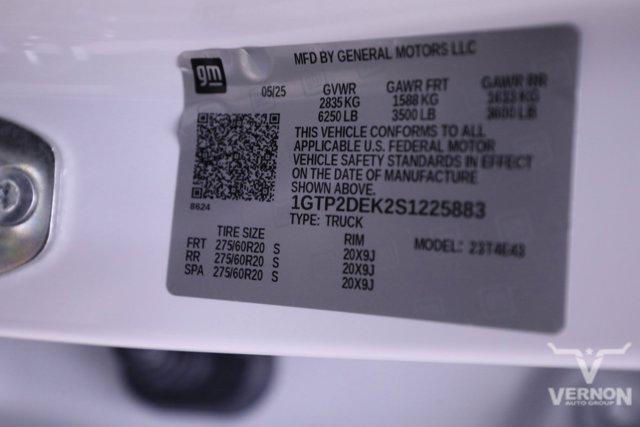 gm
MFD BY GENERAL MOTORS LLC
05/25 GVWR GAWR FRT GAWR RR
2835 KG 1588 KG 1633 KG
6250 LB 3500 LB 3600 LB
THIS VEHICLE CONFORMS TO ALL
APPLICABLE U.S. FEDERAL MOTOR
VEHICLE SAFETY STANDARDS IN EFFECT
ON THE DATE OF MANUFACTURE
SHOWN ABOVE.
8624
1GTP2DEK2S1225883
TYPE: TRUCK
TIRE SIZE RIM MODEL:
FRT 275/60R20 S 20X9J
RR 275/60R20 S 20X9J
SPA 275/60R20 S 20X9J
VERNON
AUTO GROUP